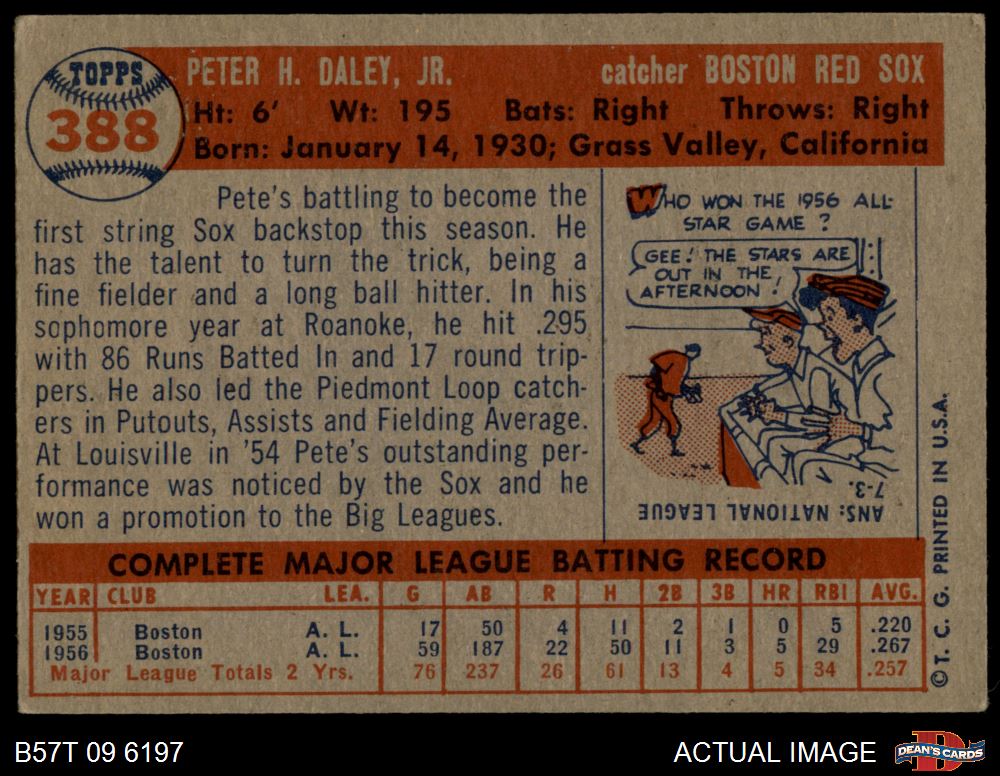 TOPPS
388
PETER H. DALEY, JR. catcher BOSTON RED SOX
Ht: 6' Wt: 195 Bats: Right Throws: Right
Born: January 14, 1930; Grass Valley, California
Pete's battling to become the
first string Sox backstop this season. He
has the talent to turn the trick, being a
fine fielder and a long ball hitter. In his
sophomore year at Roanoke, he hit .295
with 86 Runs Batted In and 17 round trip-
pers. He also led the Piedmont Loop catch-
ers in Putouts, Assists and Fielding Average.
At Louisville in '54 Pete's outstanding per-
formance was noticed by the Sox and he
won a promotion to the Big Leagues.
WHO WON THE 1956 ALL-
STAR GAME ?
GEE! THE STARS ARE
OUT IN THE
AFTERNOON!
ANS: NATIONAL LEAGUE
7-3.
COMPLETE MAJOR LEAGUE BATTING RECORD
YEAR CLUB LEA. G AB R H 2B 3B HR RBI AVG.
1955 Boston A. L. 17 50 4 11 2 1 0 5 .220
1956 Boston A. L. 59 187 22 50 11 3 5 29 .267
Major League Totals 2 Yrs. 76 237 26 61 13 4 5 34 .257
©T. C. G. PRINTED IN U.S.A.
B57T 09 6197
ACTUAL IMAGE
D
DEAN'S CARDS